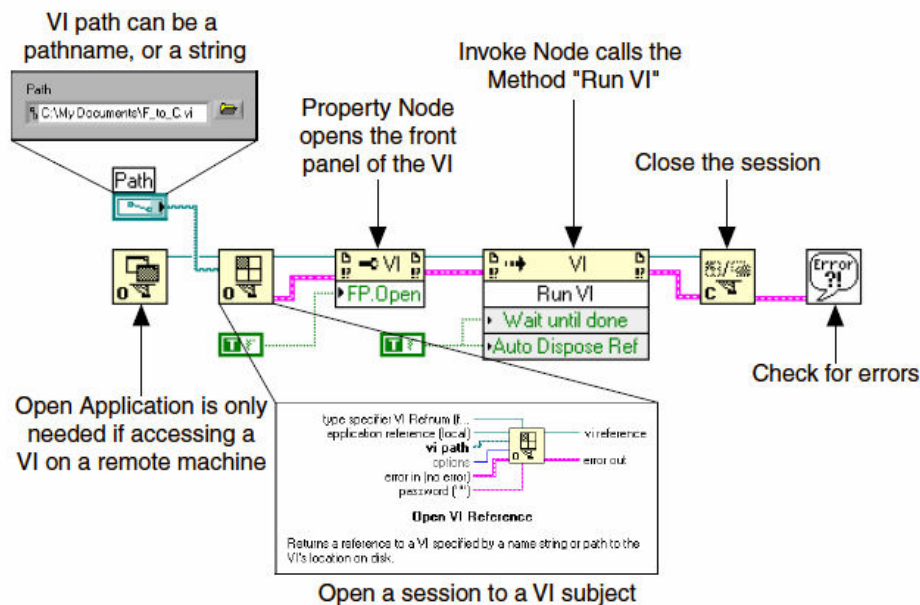 VI path can be a
pathname, or a string
Path
C:\My Documents\F_to_C.vi
Path
Property Node
opens the front
panel of the VI
Invoke Node calls the
Method "Run VI"
Close the session
O
O
VI
FP.Open
T
VI
Run VI
Wait until done
Auto Dispose Ref
T
C
Error
?!
Check for errors
Open Application is only
needed if accessing a
VI on a remote machine
type specifier VI Refnum (f...
application reference (local)
vi path
options
error in (no error)
password ("")
vi reference
error out
Open VI Reference
Returns a reference to a VI specified by a name string or path to the
VI's location on disk.
Open a session to a VI subject